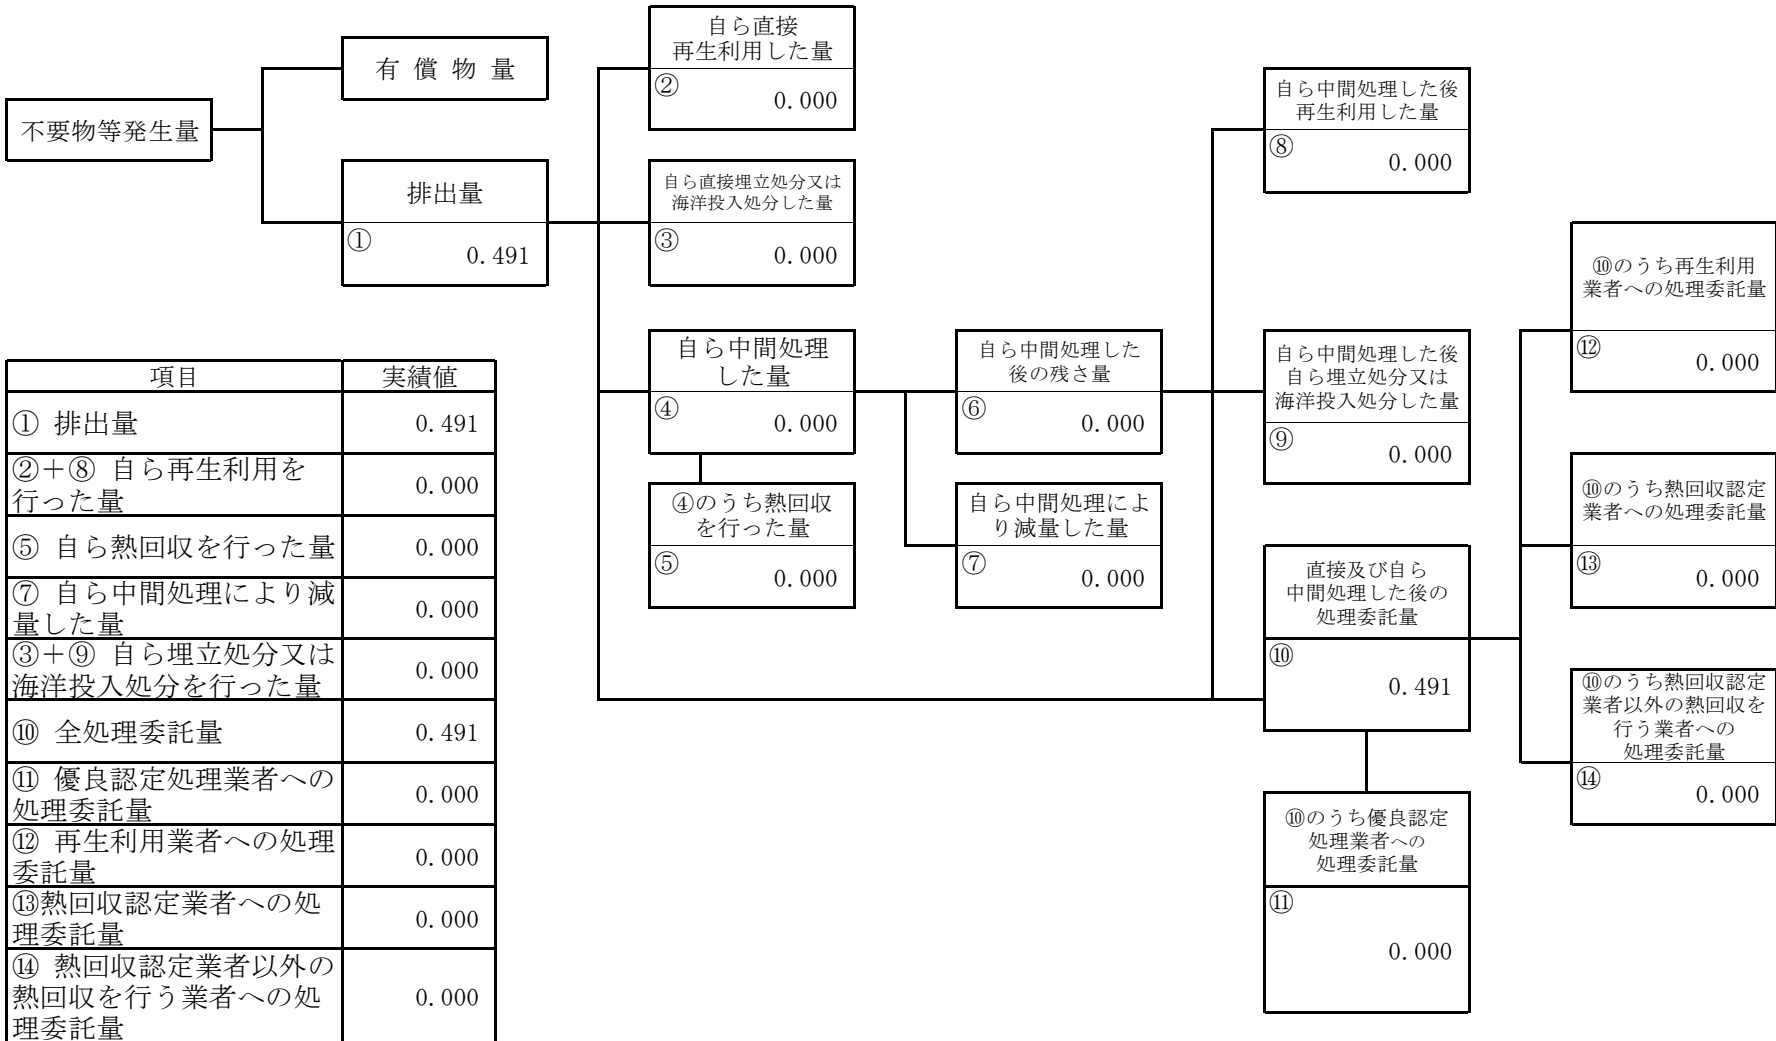 不要物等発生量
有 償 物 量
排出量
①
0.491
自ら直接
再生利用した量
②
0.000
自ら直接埋立処分又は
海洋投入処分した量
③
0.000
自ら中間処理
した量
④
0.000
④のうち熱回収
を行った量
⑤
0.000
自ら中間処理した
後の残さ量
⑥
0.000
自ら中間処理によ
り減量した量
⑦
0.000
自ら中間処理した後
再生利用した量
⑧
0.000
自ら中間処理した後
自ら埋立処分又は
海洋投入処分した量
⑨
0.000
直接及び自ら
中間処理した後の
処理委託量
⑩
0.491
⑩のうち優良認定
処理業者への
処理委託量
⑪
0.000
⑩のうち再生利用
業者への処理委託量
⑫
0.000
⑩のうち熱回収認定
業者への処理委託量
⑬
0.000
⑩のうち熱回収認定
業者以外の熱回収を
行う業者への
処理委託量
⑭
0.000
項目 実績値
① 排出量 0.491
②＋⑧ 自ら再生利用を
行った量 0.000
⑤ 自ら熱回収を行った量 0.000
⑦ 自ら中間処理により減
量した量 0.000
③＋⑨ 自ら埋立処分又は
海洋投入処分を行った量 0.000
⑩ 全処理委託量 0.491
⑪ 優良認定処理業者への
処理委託量 0.000
⑫ 再生利用業者への処理
委託量 0.000
⑬熱回収認定業者への処
理委託量 0.000
⑭ 熱回収認定業者以外の
熱回収を行う業者への処
理委託量 0.000